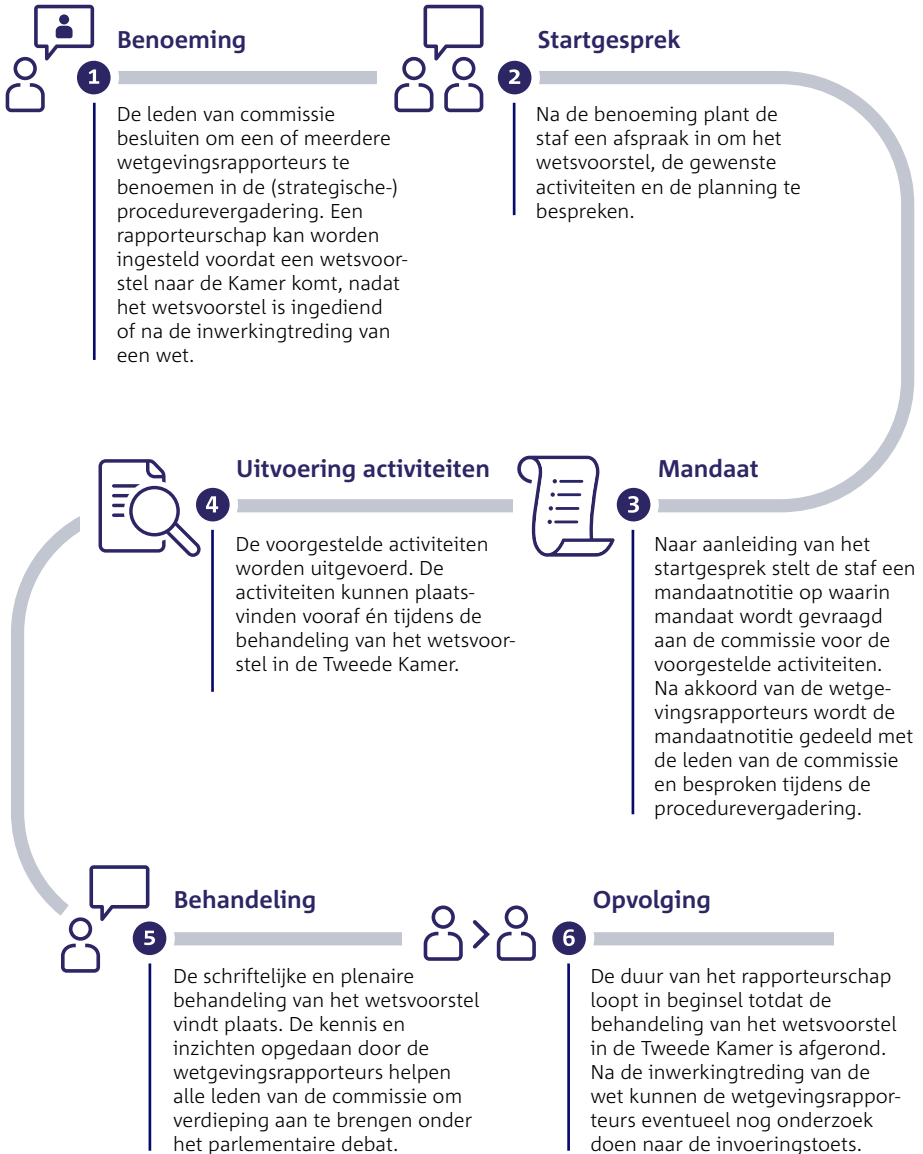 Benoeming
1
De leden van commissie
besluiten om een of meerdere
wetgevingsrapporteurs te
benoemen in de (strategische-)
procedurevergadering. Een
rapporteurschap kan worden
ingesteld voordat een wetsvoor-
stel naar de Kamer komt, nadat
het wetsvoorstel is ingediend
of na de inwerkingtreding van
een wet.
Startgesprek
2
Na de benoeming plant de
staf een afspraak in om het
wetsvoorstel, de gewenste
activiteiten en de planning te
bespreken.
Mandaat
3
Naar aanleiding van het
startgesprek stelt de staf een
mandaatnotitie op waarin
mandaat wordt gevraagd
aan de commissie voor de
voorgestelde activiteiten.
Na akkoord van de wetge-
vingsrapporteurs wordt de
mandaatnotitie gedeeld met
de leden van de commissie
en besproken tijdens de
procedurevergadering.
Uitvoering activiteiten
4
De voorgestelde activiteiten
worden uitgevoerd. De
activiteiten kunnen plaats-
vinden vooraf én tijdens de
behandeling van het wetsvoor-
stel in de Tweede Kamer.
Behandeling
5
De schriftelijke en plenaire
behandeling van het wetsvoorstel
vindt plaats. De kennis en
inzichten opgedaan door de
wetgevingsrapporteurs helpen
alle leden van de commissie om
verdieping aan te brengen onder
het parlementaire debat.
Opvolging
6
De duur van het rapporteurschap
loopt in beginsel totdat de
behandeling van het wetsvoorstel
in de Tweede Kamer is afgerond.
Na de inwerkingtreding van de
wet kunnen de wetgevingsrappor-
teurs eventueel nog onderzoek
doen naar de invoeringstoets.